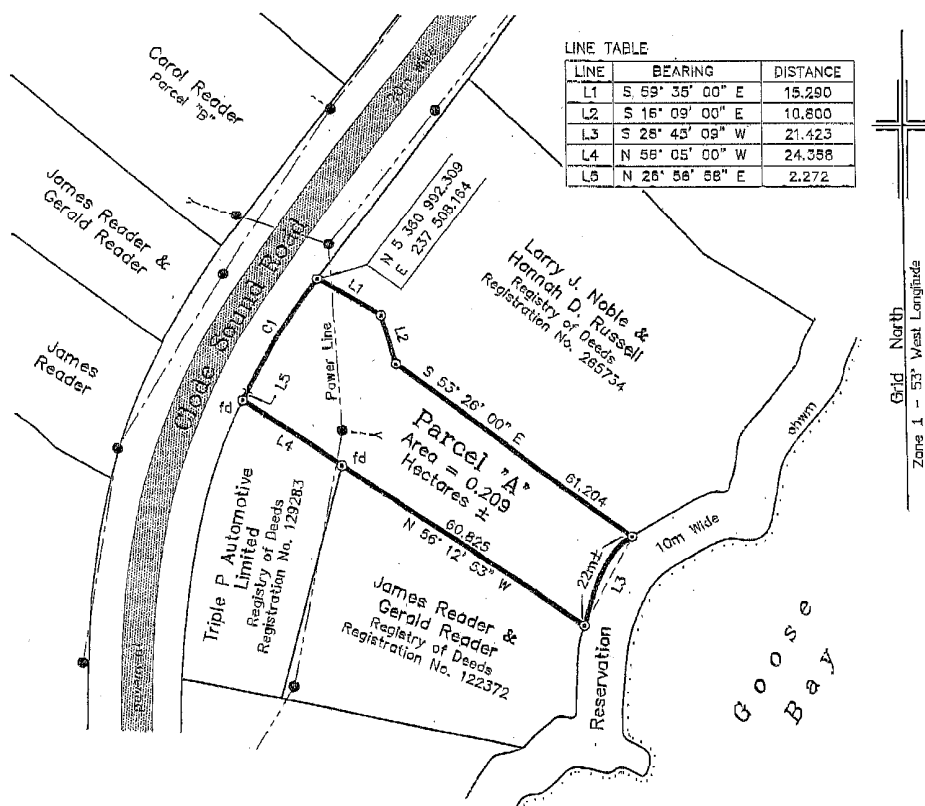 LINE TABLE
LINE BEARING DISTANCE
L1 S 59° 35' 00" E 15.290
L2 S 16° 09' 00" E 10.800
L3 S 28° 45' 09" W 21.423
L4 N 56° 05' 00" W 24.358
L5 N 26° 56' 58" E 2.272
Carol Reader
Parcel "B"
James Reader &
Gerald Reader
James
Reader
20m Wide
Clode Sound Road
N 5 360 992.309
E 237 508.164
Larry J. Noble &
Hannah D. Russell
Registry of Deeds
Registration No. 265734
Grid North
Zone 1 - 53° West Longitude
L1
L2
C1
L5
fd
L4
fd
Power Line
S 53° 26' 00" E
61.204
Parcel "A"
Area = 0.209
Hectares ±
60.825
N 56° 12' 53" W
22m±
L3
ohwm
10m Wide
Reservation
Triple P Automotive
Limited
Registry of Deeds
Registration No. 129283
James Reader &
Gerald Reader
Registry of Deeds
Registration No. 122372
Goose
Bay